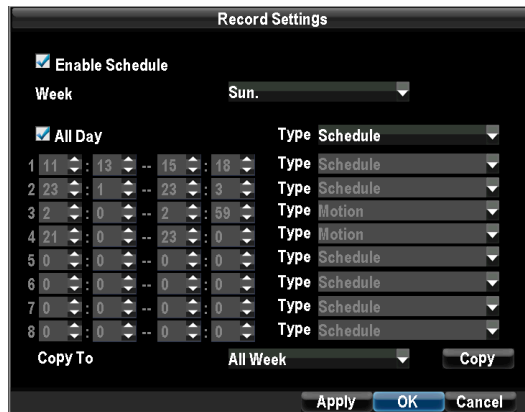 Record Settings
Enable Schedule
Week Sun.
All Day Type Schedule
1 11 : 13 -- 15 : 18 Type Schedule
2 23 : 1 -- 23 : 3 Type Schedule
3 2 : 0 -- 2 : 59 Type Motion
4 21 : 0 -- 23 : 0 Type Motion
5 0 : 0 -- 0 : 0 Type Schedule
6 0 : 0 -- 0 : 0 Type Schedule
7 0 : 0 -- 0 : 0 Type Schedule
8 0 : 0 -- 0 : 0 Type Schedule
Copy To All Week Copy
Apply OK Cancel